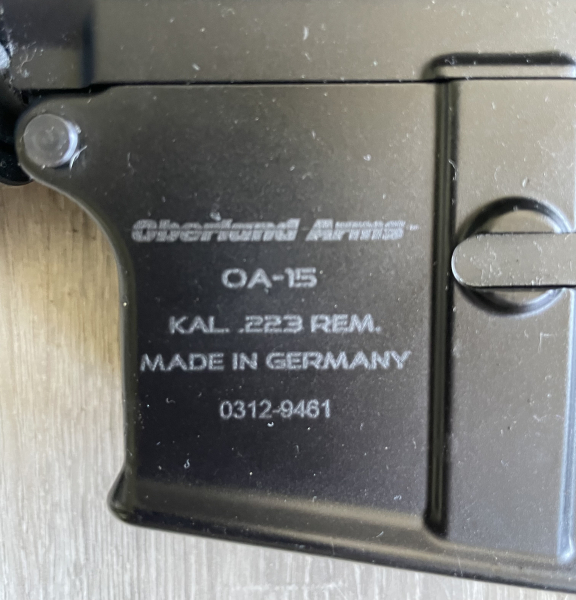 Oberland Arms
OA-15
KAL. .223 REM.
MADE IN GERMANY
0312-9461